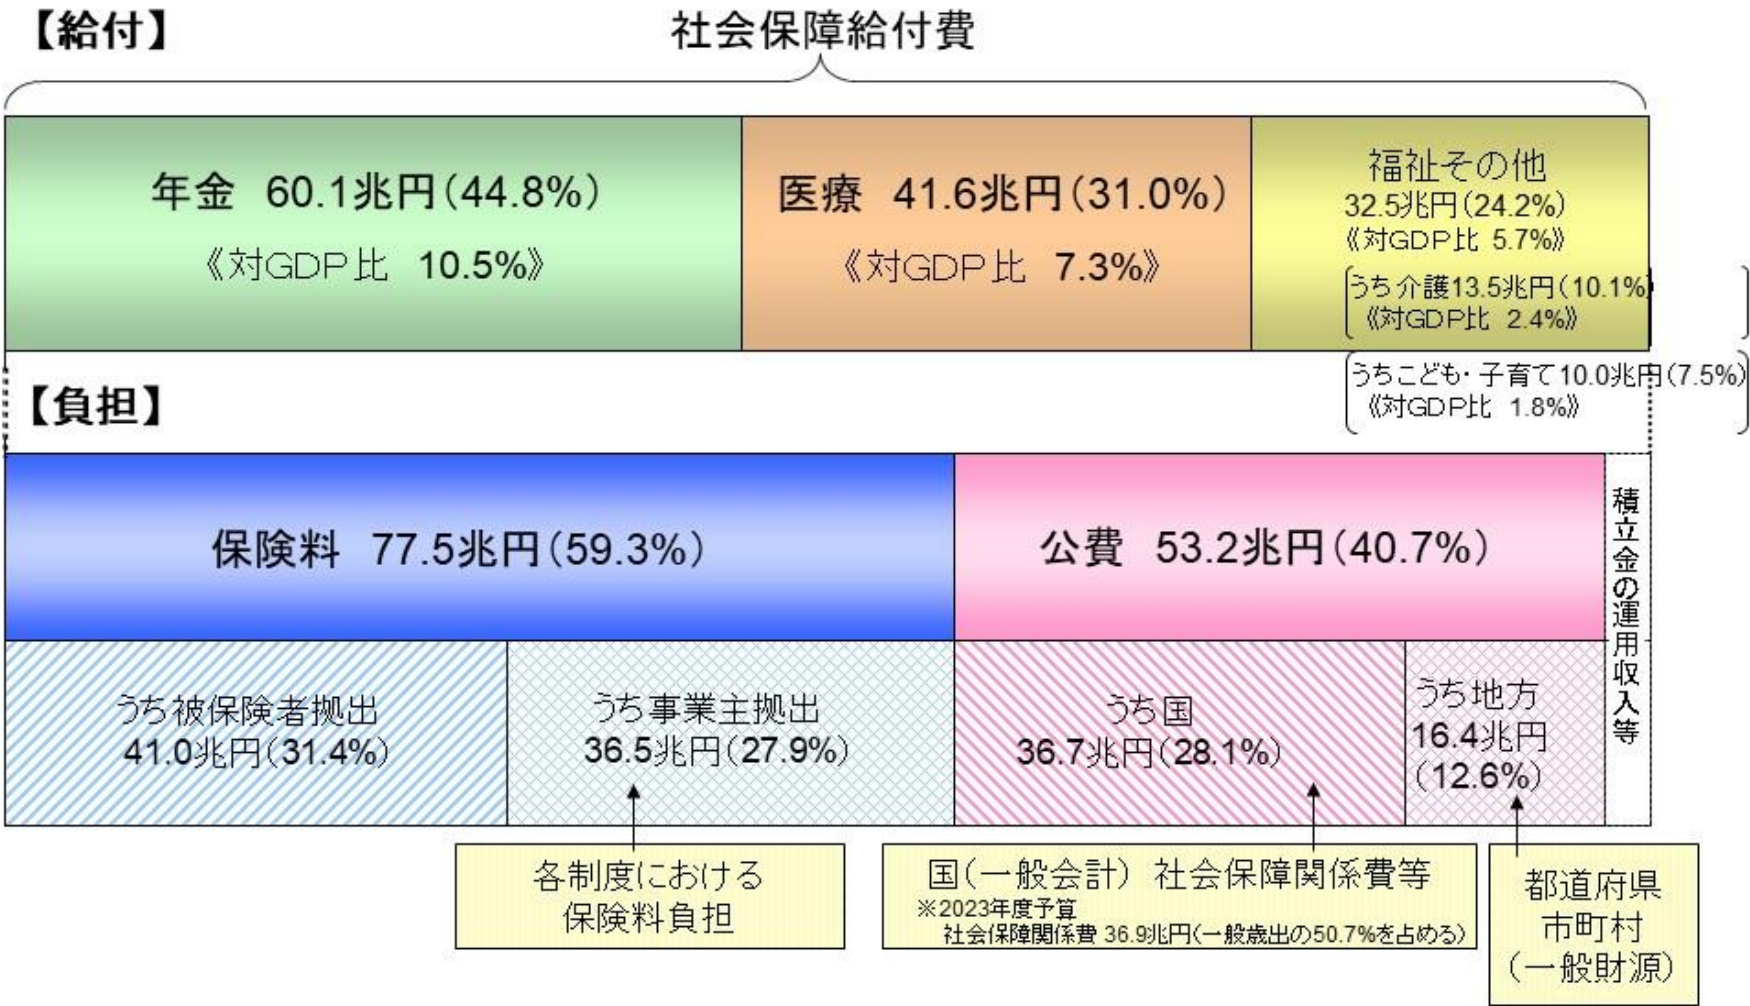 【給付】
社会保障給付費
年金 60.1兆円(44.8%)
《対GDP比 10.5%》
医療 41.6兆円(31.0%)
《対GDP比 7.3%》
福祉その他
32.5兆円(24.2%)
《対GDP比 5.7%》
うち介護13.5兆円(10.1%)
《対GDP比 2.4%》
うちこども・子育て10.0兆円(7.5%)
《対GDP比 1.8%》
【負担】
保険料 77.5兆円(59.3%)
公費 53.2兆円(40.7%)
積立金の運用収入等
うち被保険者拠出
41.0兆円(31.4%)
うち事業主拠出
36.5兆円(27.9%)
うち国
36.7兆円(28.1%)
うち地方
16.4兆円
(12.6%)
各制度における
保険料負担
国(一般会計) 社会保障関係費等
※2023年度予算
社会保障関係費 36.9兆円(一般歳出の50.7%を占める)
都道府県
市町村
(一般財源)